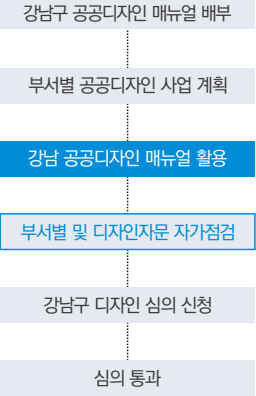 강남구 공공디자인 매뉴얼 배부
부서별 공공디자인 사업 계획
강남 공공디자인 매뉴얼 활용
부서별 및 디자인자문 자가점검
강남구 디자인 심의 신청
심의 통과